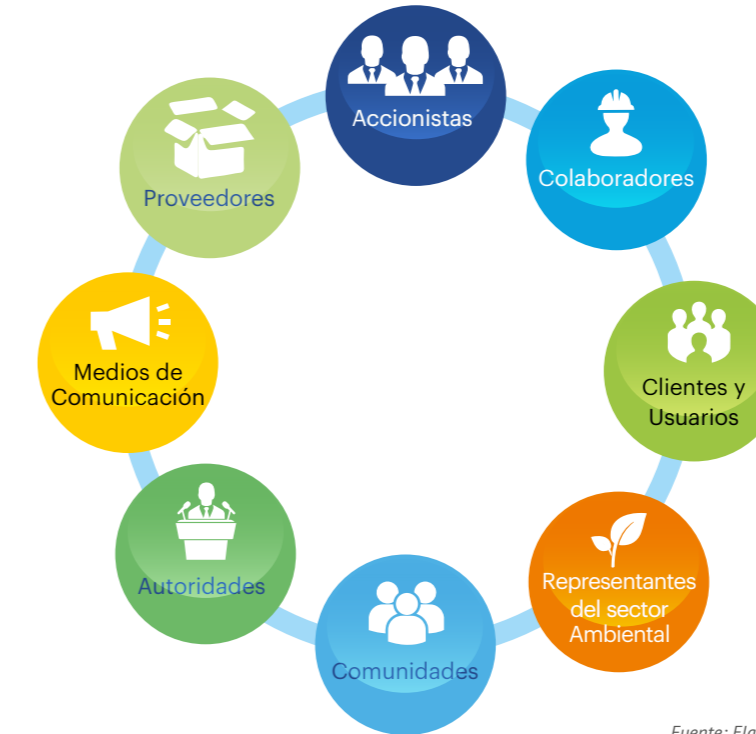 Accionistas
Colaboradores
Clientes y
Usuarios
Representantes
del sector
Ambiental
Comunidades
Autoridades
Medios de
Comunicación
Proveedores
Fuente: